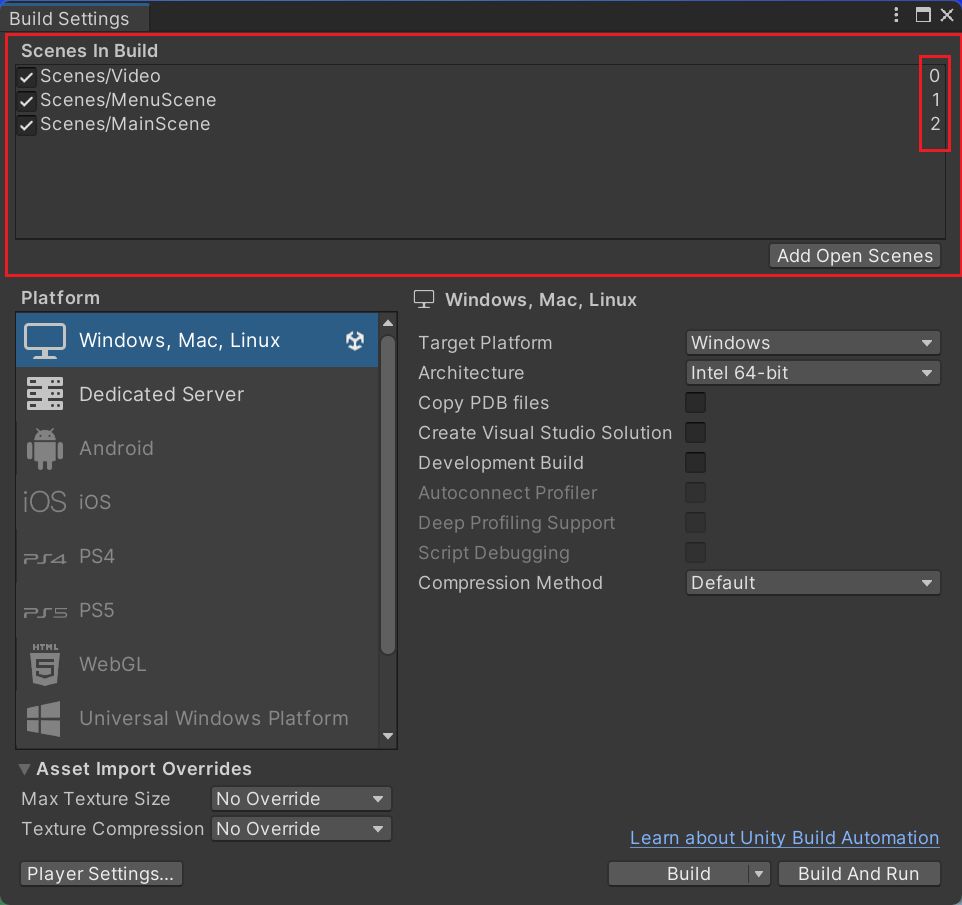 Build Settings
Scenes In Build
Scenes/Video 0
Scenes/MenuScene 1
Scenes/MainScene 2
Add Open Scenes
Platform
Windows, Mac, Linux
Dedicated Server
Android
iOS iOS
PS4 PS4
PS5 PS5
HTML 5 WebGL
Universal Windows Platform
Windows, Mac, Linux
Target Platform Windows
Architecture Intel 64-bit
Copy PDB files
Create Visual Studio Solution
Development Build
Autoconnect Profiler
Deep Profiling Support
Script Debugging
Compression Method Default
Asset Import Overrides
Max Texture Size No Override
Texture Compression No Override
Learn about Unity Build Automation
Player Settings... Build Build And Run